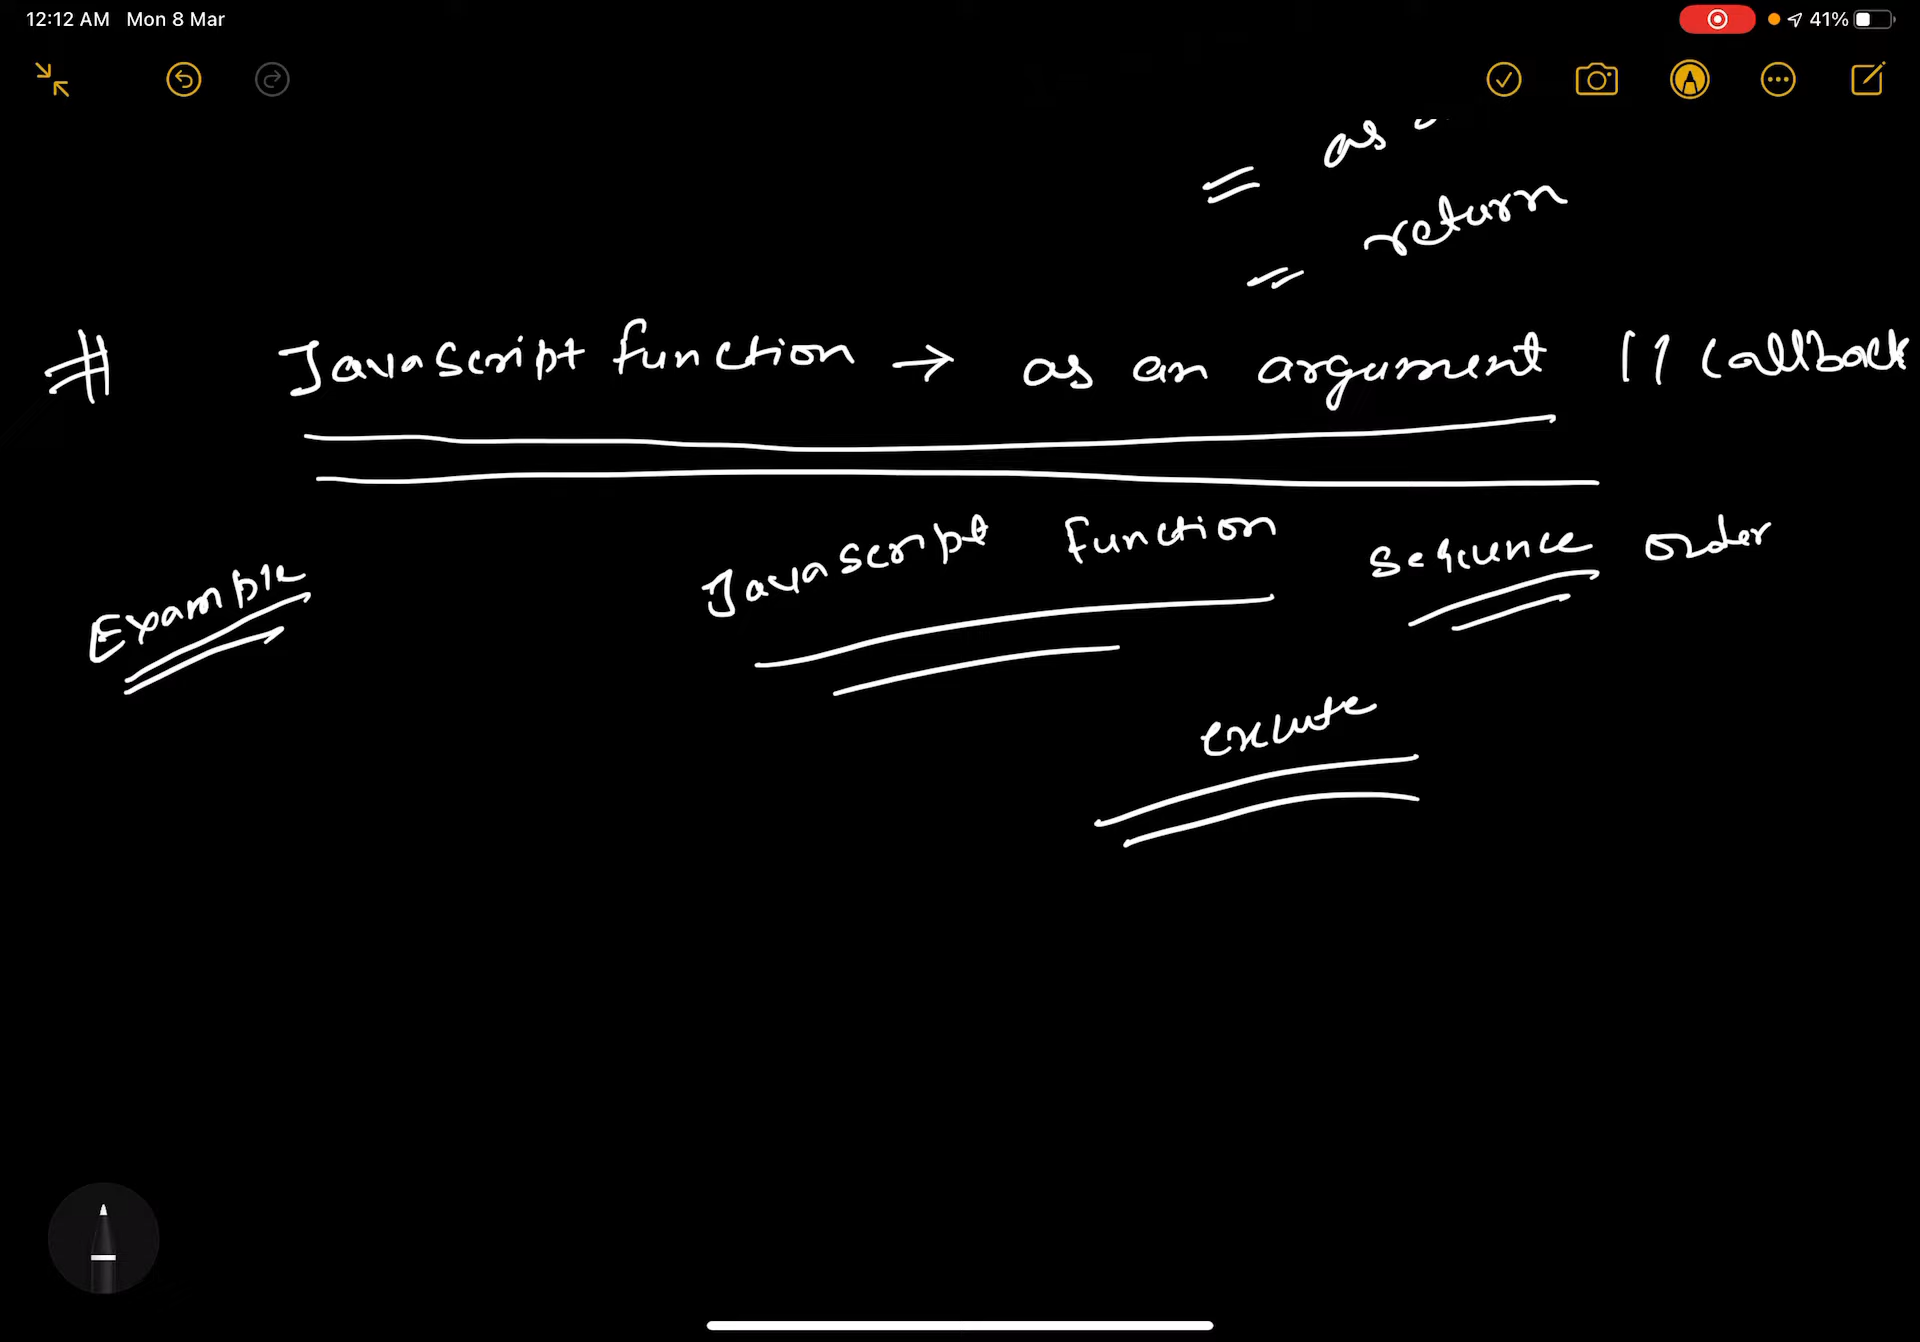 12:12 AM Mon 8 Mar 41%
= as
= return
# JavaScript function → as an argument // Callback
Example JavaScript function sequence order
execute